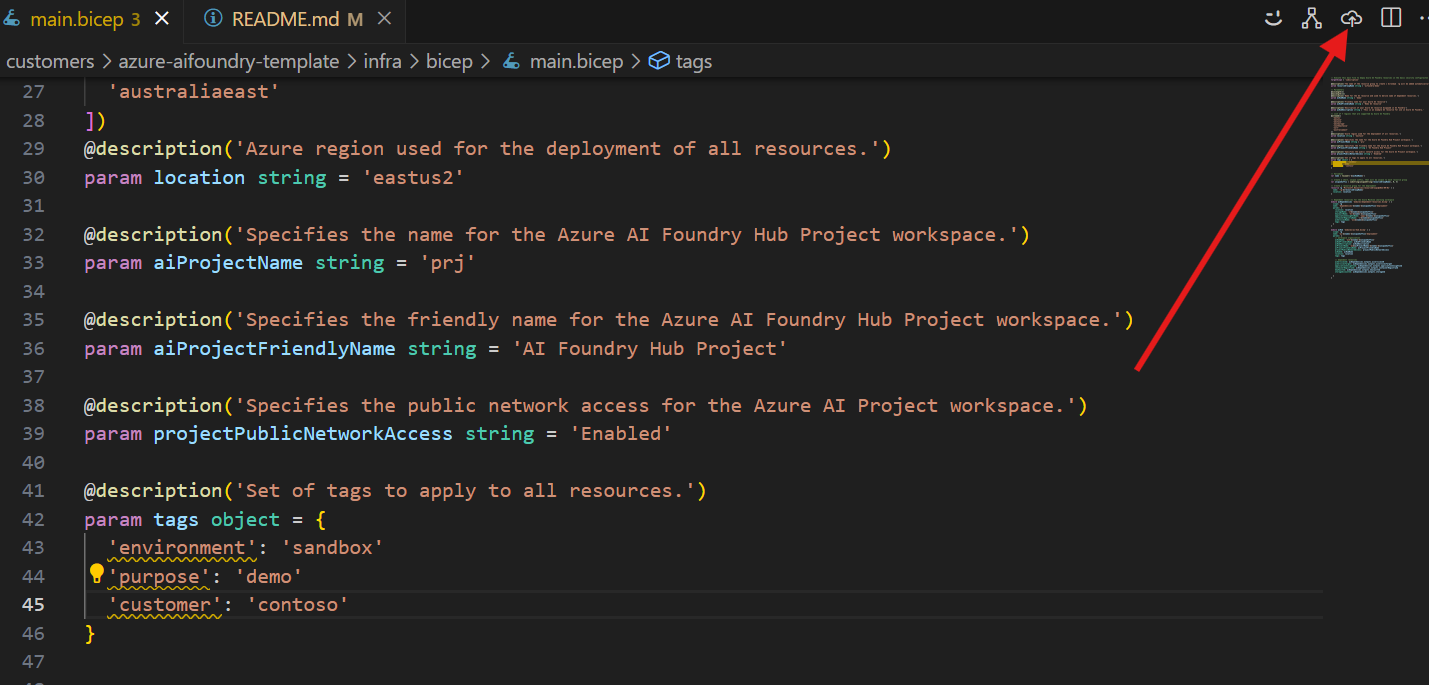 main.bicep 3
README.md M
customers > azure-aifoundry-template > infra > bicep > main.bicep > tags
27 'australiaeast'
28 ])
29 @description('Azure region used for the deployment of all resources.')
30 param location string = 'eastus2'
31
32 @description('Specifies the name for the Azure AI Foundry Hub Project workspace.')
33 param aiProjectName string = 'prj'
34
35 @description('Specifies the friendly name for the Azure AI Foundry Hub Project workspace.')
36 param aiProjectFriendlyName string = 'AI Foundry Hub Project'
37
38 @description('Specifies the public network access for the Azure AI Project workspace.')
39 param projectPublicNetworkAccess string = 'Enabled'
40
41 @description('Set of tags to apply to all resources.')
42 param tags object = {
43 'environment': 'sandbox'
44 'purpose': 'demo'
45 'customer': 'contoso'
46 }
47